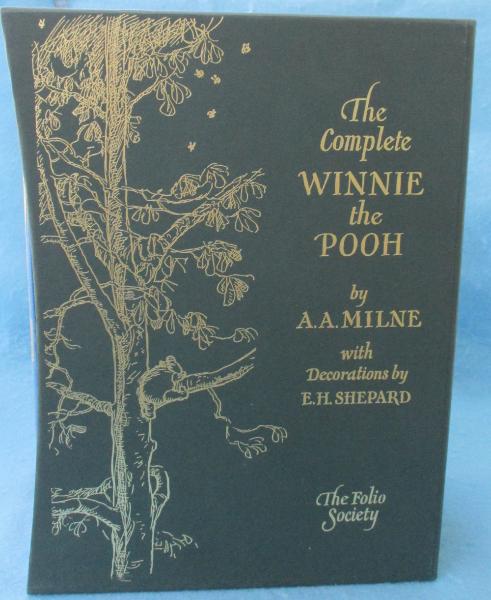 The
Complete
WINNIE
the
POOH
by
A.A. MILNE
with
Decorations by
E.H. SHEPARD
The Folio
Society